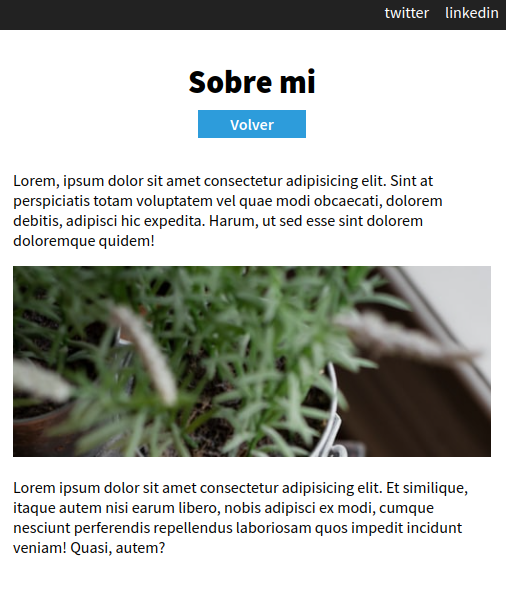 twitter linkedin
Sobre mi
Volver
Lorem, ipsum dolor sit amet consectetur adipisicing elit. Sint at
perspiciatis totam voluptatem vel quae modi obcaecati, dolorem
debitis, adipisci hic expedita. Harum, ut sed esse sint dolorem
doloremque quidem!
Lorem ipsum dolor sit amet consectetur adipisicing elit. Et similique,
itaque autem nisi earum libero, nobis adipisci ex modi, cumque
nesciunt perferendis repellendus laboriosam quos impedit incidunt
veniam! Quasi, autem?